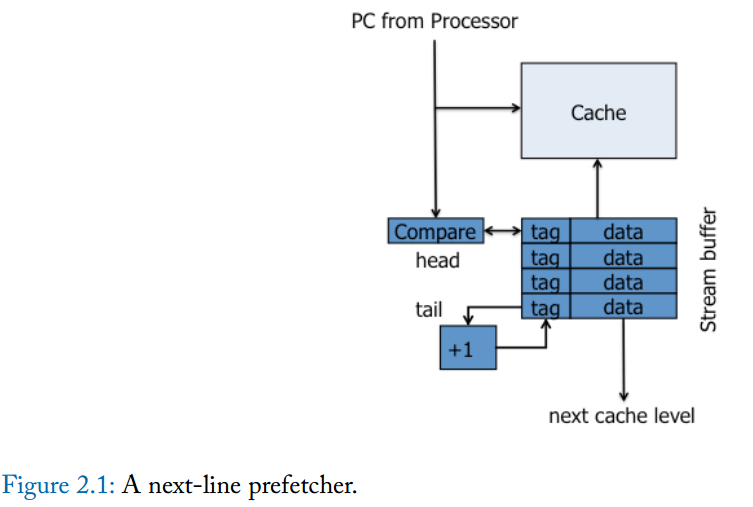 PC from Processor
Cache
Compare
tag data
head
tag data
tag data
tail
tag data
+1
Stream buffer
next cache level
Figure 2.1: A next-line prefetcher.